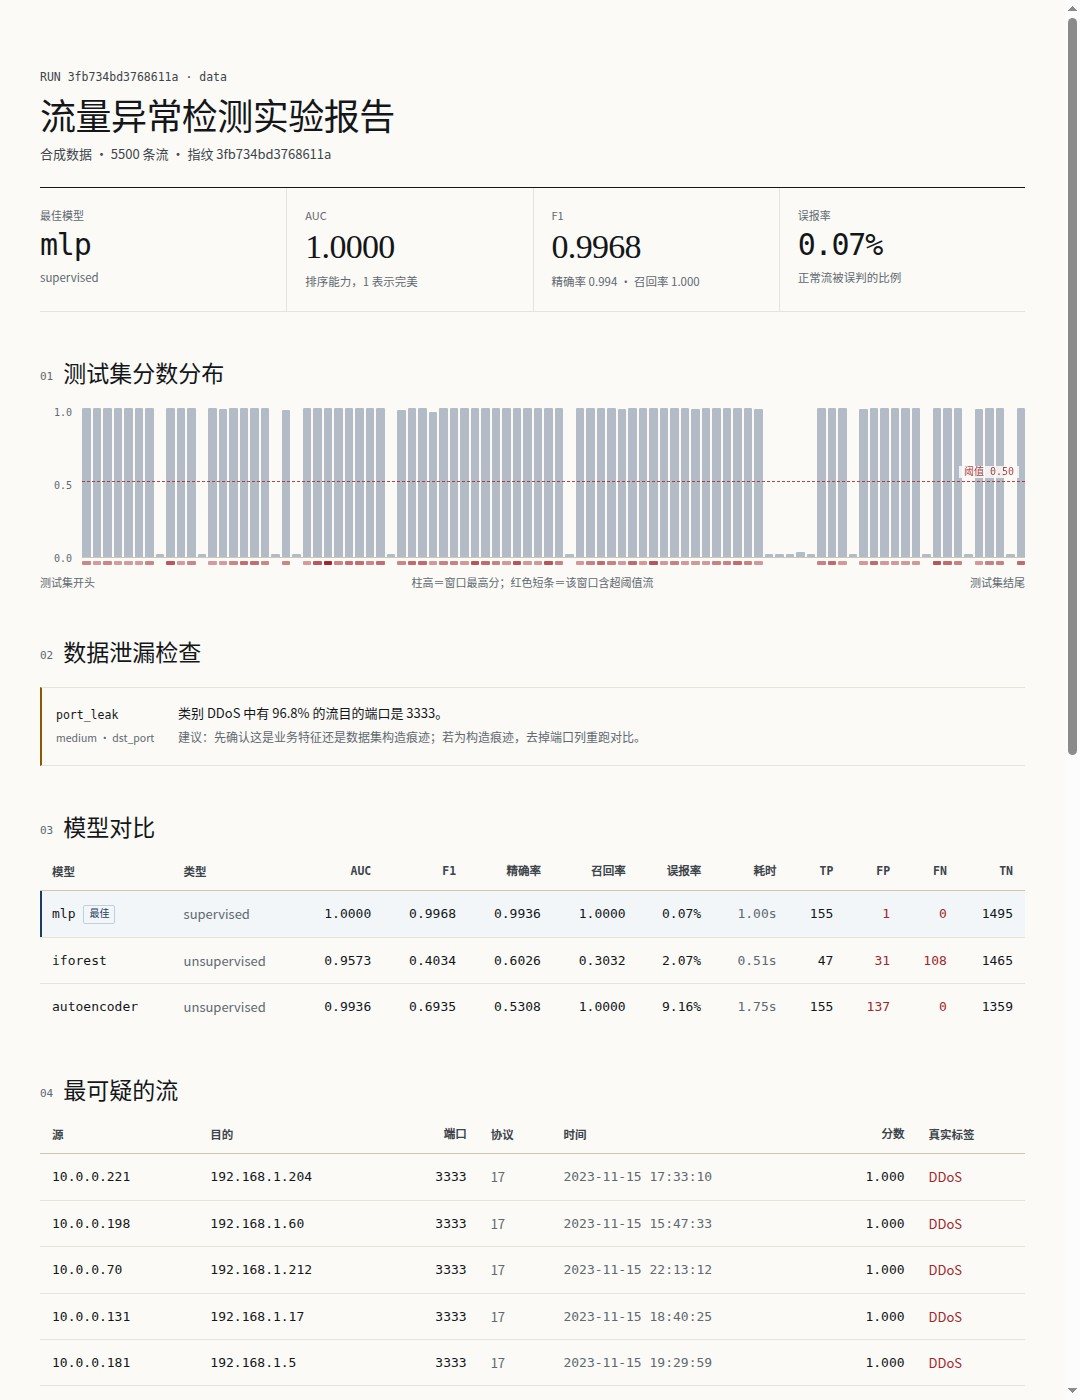 RUN 3fb734bd3768611a · data
流量异常检测实验报告
合成数据 · 5500 条流 · 指纹 3fb734bd3768611a
最佳模型
mlp
supervised
AUC
1.0000
排序能力，1 表示完美
F1
0.9968
精确率 0.994 · 召回率 1.000
误报率
0.07%
正常流被误判的比例
01 测试集分数分布
1.0
0.5
0.0
阈值 0.50
测试集开头 柱高＝窗口最高分；红色短条＝该窗口含超阈值流 测试集结尾
02 数据泄漏检查
port_leak 类别 DDoS 中有 96.8% 的流目的端口是 3333。
medium · dst_port 建议：先确认这是业务特征还是数据集构造痕迹；若为构造痕迹，去掉端口列重跑对比。
03 模型对比
模型 类型 AUC F1 精确率 召回率 误报率 耗时 TP FP FN TN
mlp 最佳 supervised 1.0000 0.9968 0.9936 1.0000 0.07% 1.00s 155 1 0 1495
iforest unsupervised 0.9573 0.4034 0.6026 0.3032 2.07% 0.51s 47 31 108 1465
autoencoder unsupervised 0.9936 0.6935 0.5308 1.0000 9.16% 1.75s 155 137 0 1359
04 最可疑的流
源 目的 端口 协议 时间 分数 真实标签
10.0.0.221 192.168.1.204 3333 17 2023-11-15 17:33:10 1.000 DDoS
10.0.0.198 192.168.1.60 3333 17 2023-11-15 15:47:33 1.000 DDoS
10.0.0.70 192.168.1.212 3333 17 2023-11-15 22:13:12 1.000 DDoS
10.0.0.131 192.168.1.17 3333 17 2023-11-15 18:40:25 1.000 DDoS
10.0.0.181 192.168.1.5 3333 17 2023-11-15 19:29:59 1.000 DDoS